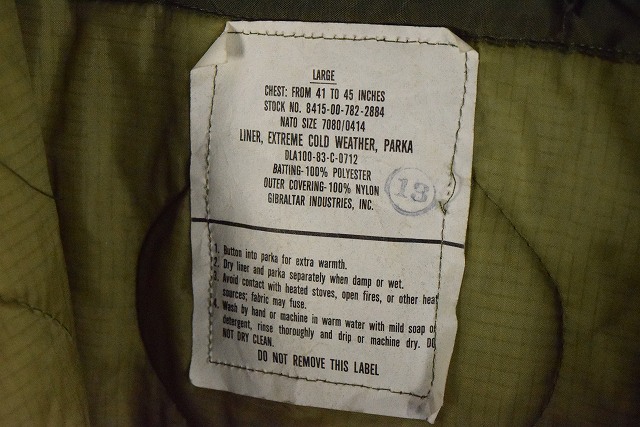 LARGE
CHEST: FROM 41 TO 45 INCHES
STOCK NO. 8415-00-782-2884
NATO SIZE 7080/0414
LINER, EXTREME COLD WEATHER, PARKA
DLA100-83-C-0712
BATTING-100% POLYESTER
OUTER COVERING-100% NYLON
GIBRALTAR INDUSTRIES, INC.
13
1. Button into parka for extra warmth.
2. Dry liner and parka separately when damp or wet.
3. Avoid contact with heated stoves, open fires, or other heat
sources; fabric may fuse.
4. Wash by hand or machine in warm water with mild soap or
detergent, rinse thoroughly and drip or machine dry. DO
NOT DRY CLEAN.
DO NOT REMOVE THIS LABEL